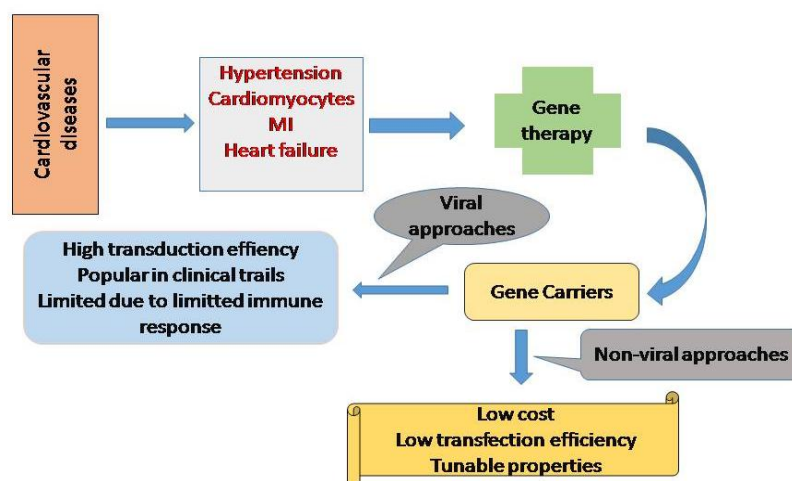 Cardiovascular
diseases
Hypertension
Cardiomyocytes
MI
Heart failure
Gene
therapy
Viral
approaches
High transduction effiency
Popular in clinical trails
Limited due to limitted immune
response
Gene Carriers
Non-viral approaches
Low cost
Low transfection efficiency
Tunable properties